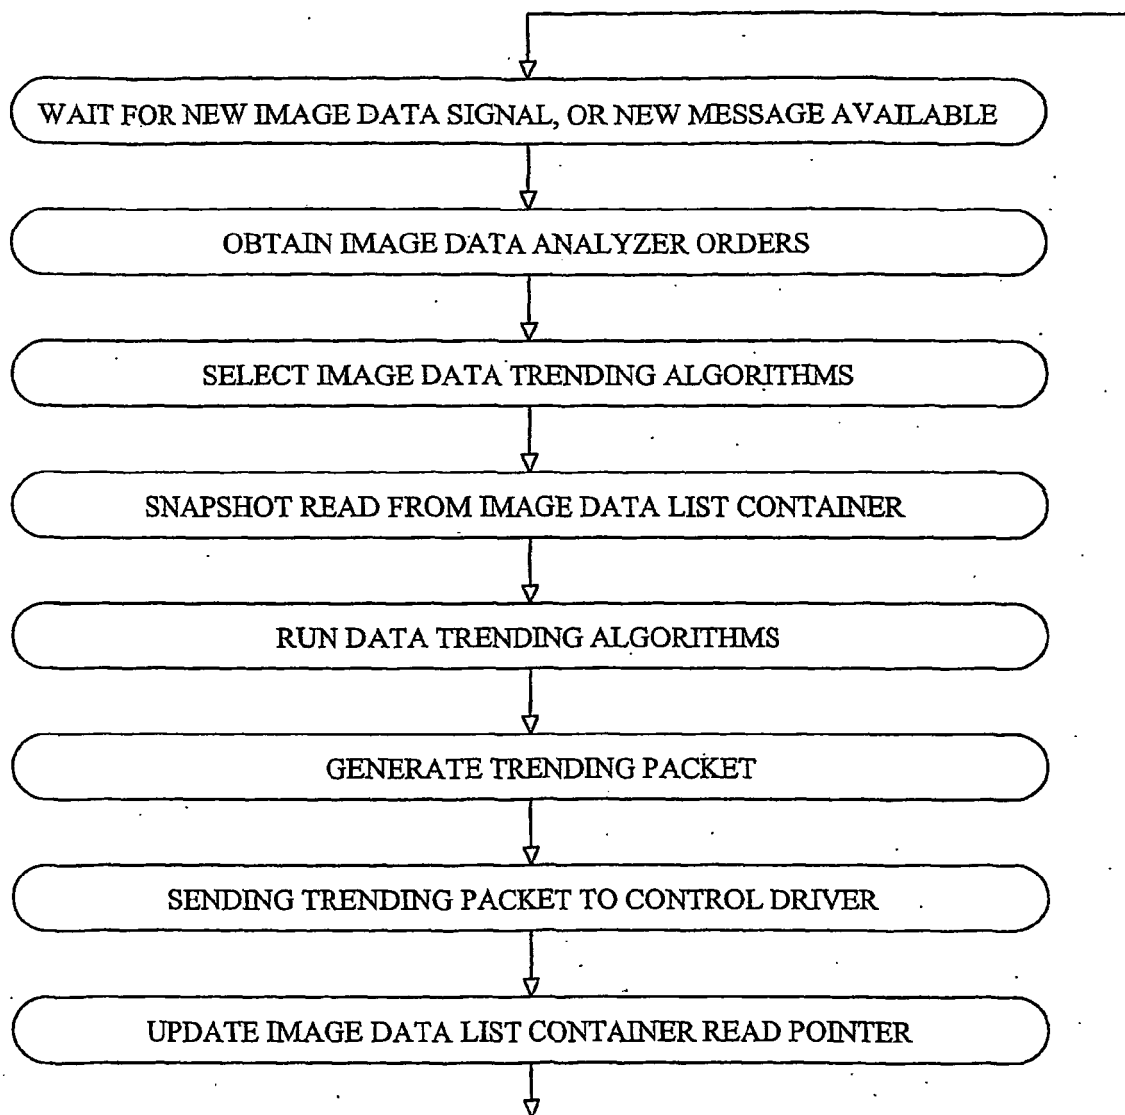 WAIT FOR NEW IMAGE DATA SIGNAL, OR NEW MESSAGE AVAILABLE
OBTAIN IMAGE DATA ANALYZER ORDERS
SELECT IMAGE DATA TRENDING ALGORITHMS
SNAPSHOT READ FROM IMAGE DATA LIST CONTAINER
RUN DATA TRENDING ALGORITHMS
GENERATE TRENDING PACKET
SENDING TRENDING PACKET TO CONTROL DRIVER
UPDATE IMAGE DATA LIST CONTAINER READ POINTER